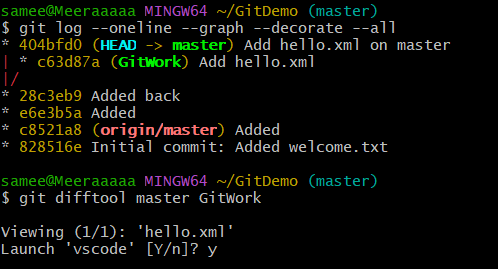 samee@Meeraaaaa MINGW64 ~/GitDemo (master)
$ git log --oneline --graph --decorate --all
* 404bfd0 (HEAD -> master) Add hello.xml on master
| * c63d87a (GitWork) Add hello.xml
|/
* 28c3eb9 Added back
* e6e3b5a Added
* c8521a8 (origin/master) Added
* 828516e Initial commit: Added welcome.txt
samee@Meeraaaaa MINGW64 ~/GitDemo (master)
$ git difftool master GitWork
Viewing (1/1): 'hello.xml'
Launch 'vscode' [Y/n]? y